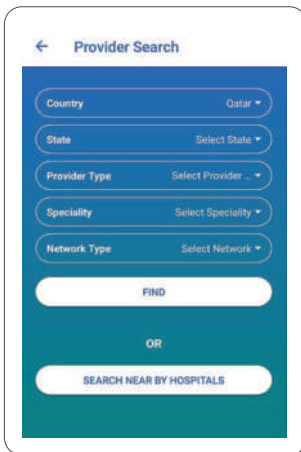 Provider Search
Country Qatar
State Select State
Provider Type Select Provider ...
Speciality Select Speciality
Network Type Select Network
FIND
OR
SEARCH NEAR BY HOSPITALS